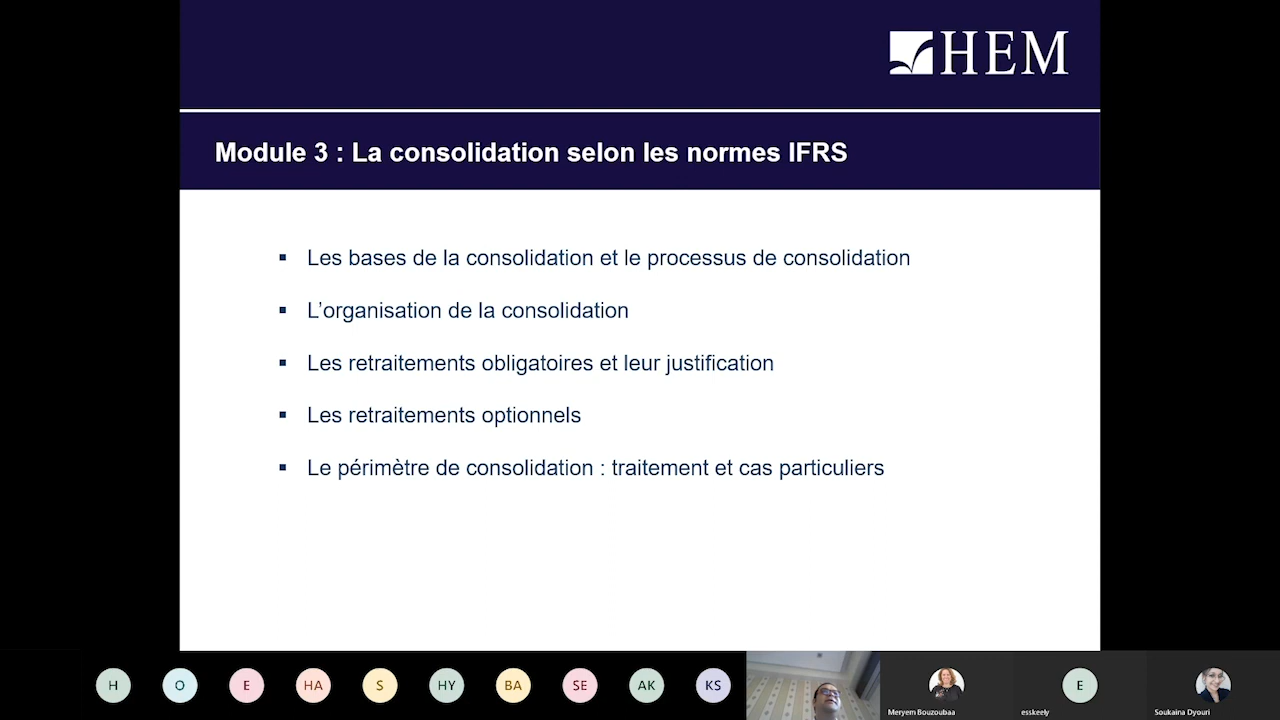 HEM
Module 3 : La consolidation selon les normes IFRS
▪ Les bases de la consolidation et le processus de consolidation
▪ L’organisation de la consolidation
▪ Les retraitements obligatoires et leur justification
▪ Les retraitements optionnels
▪ Le périmètre de consolidation : traitement et cas particuliers
H O E HA S HY BA SE AK KS E
Meryem Bouzoubaa esskeely Soukaina Dyouri